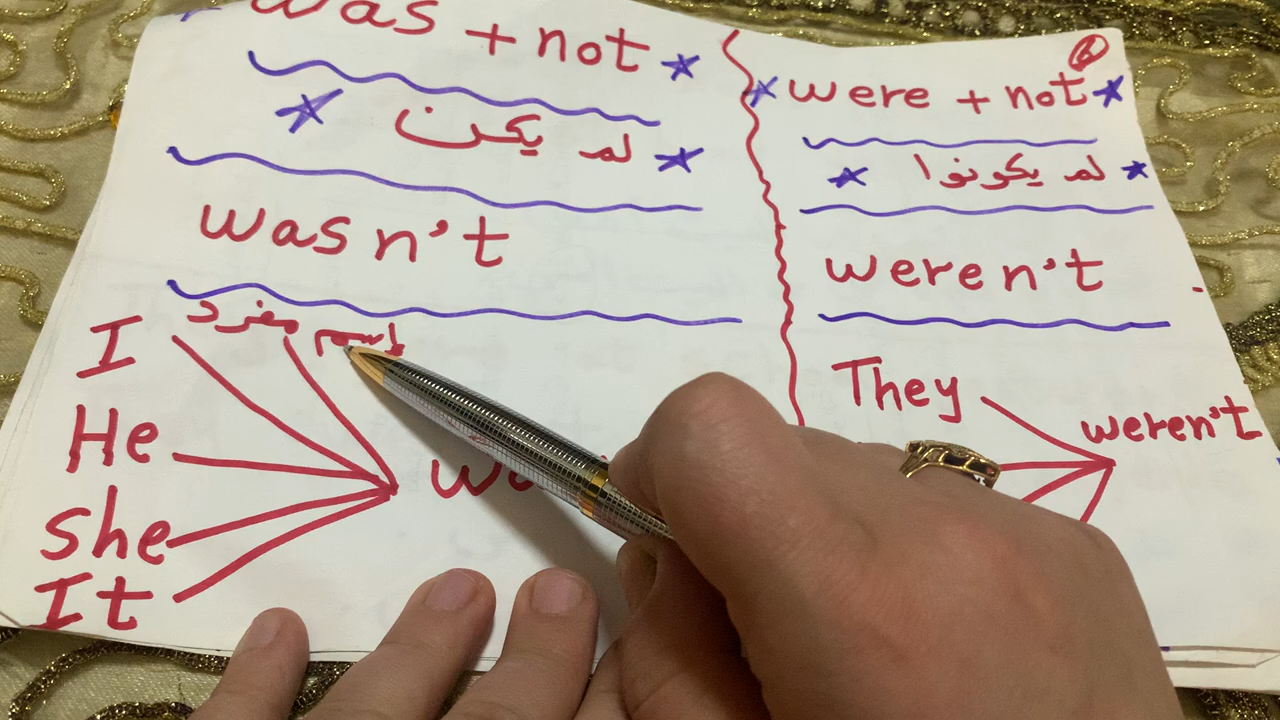 was + not
لم يكن
wasn't
اسم مفرد
I
He
she
It
were + not
لم يكونوا
weren't
They
weren't